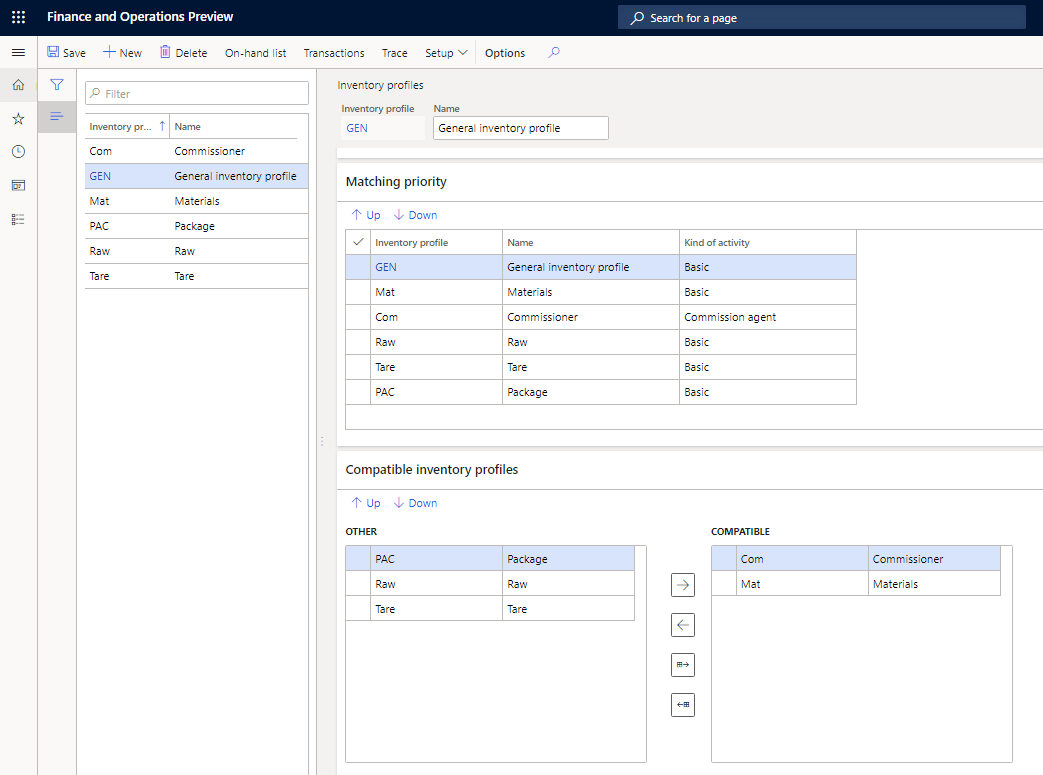 Finance and Operations Preview
Search for a page
Save New Delete On-hand list Transactions Trace Setup Options
Filter
Inventory pr... Name
Com Commissioner
GEN General inventory profile
Mat Materials
PAC Package
Raw Raw
Tare Tare
Inventory profiles
Inventory profile Name
GEN General inventory profile
Matching priority
Up Down
Inventory profile Name Kind of activity
GEN General inventory profile Basic
Mat Materials Basic
Com Commissioner Commission agent
Raw Raw Basic
Tare Tare Basic
PAC Package Basic
Compatible inventory profiles
Up Down
OTHER
PAC Package
Raw Raw
Tare Tare
COMPATIBLE
Com Commissioner
Mat Materials